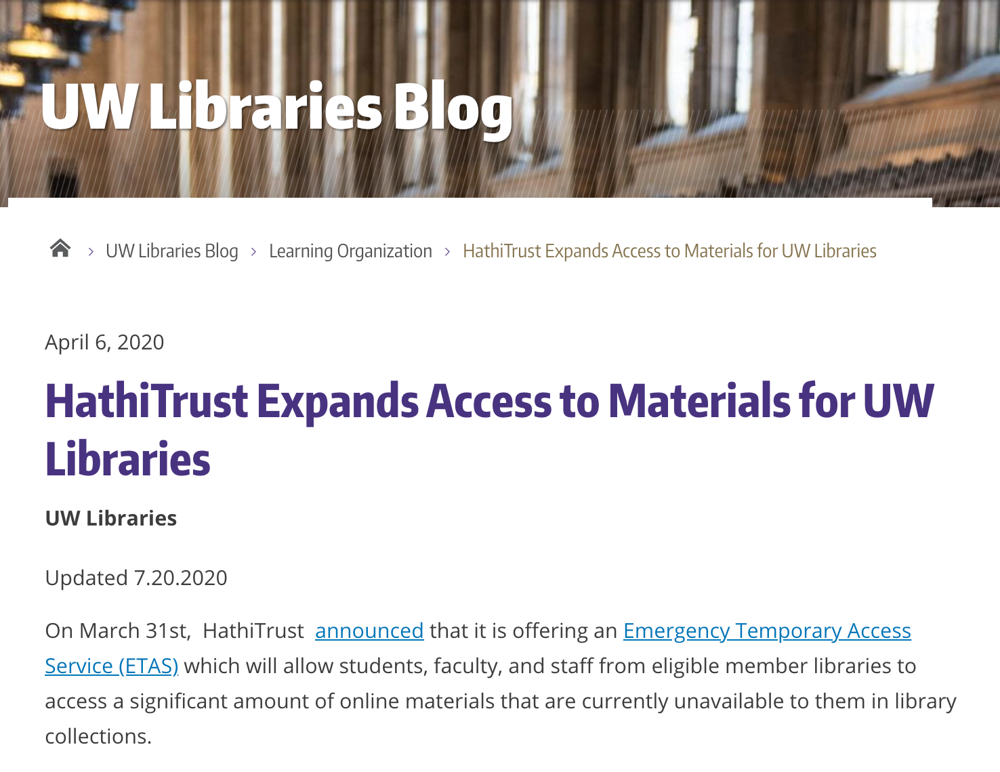 UW Libraries Blog
UW Libraries Blog > Learning Organization > HathiTrust Expands Access to Materials for UW Libraries
April 6, 2020
HathiTrust Expands Access to Materials for UW
Libraries
UW Libraries
Updated 7.20.2020
On March 31st,  HathiTrust  announced that it is offering an Emergency Temporary Access
Service (ETAS) which will allow students, faculty, and staff from eligible member libraries to
access a significant amount of online materials that are currently unavailable to them in library
collections.